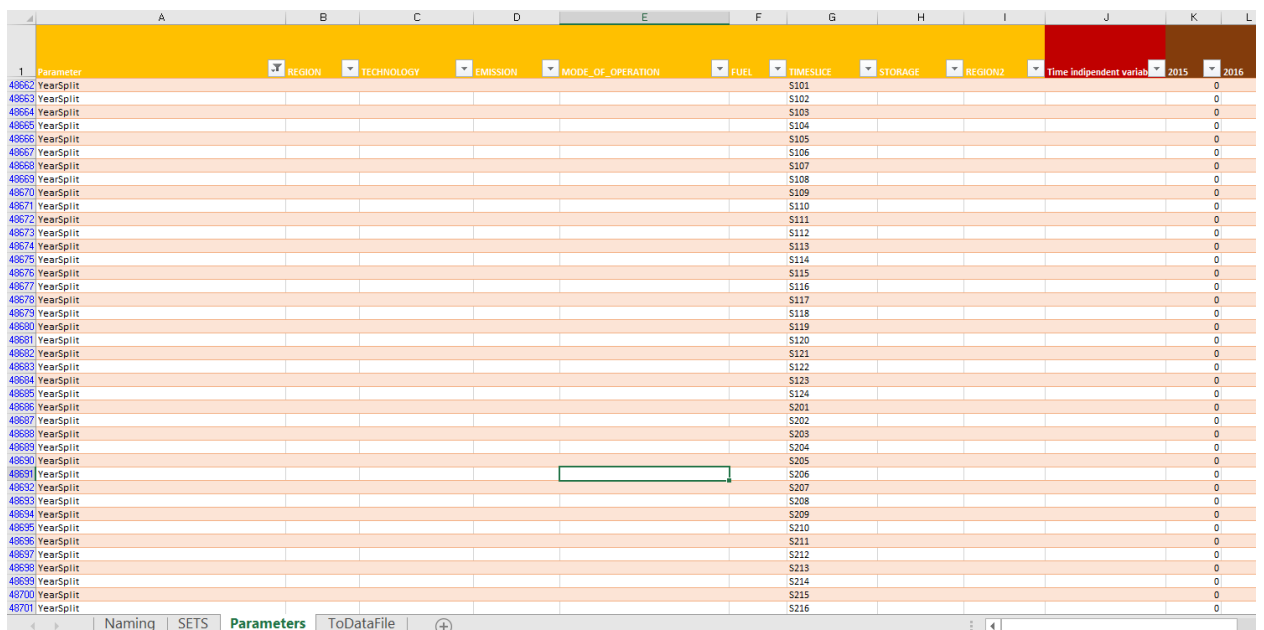 A B C D E F G H I J K L
1 Parameter REGION TECHNOLOGY EMISSION MODE_OF_OPERATION FUEL TIMESLICE STORAGE REGION2 Time indipendent variab 2015 2016
48662 YearSplit S101 0
48663 YearSplit S102 0
48664 YearSplit S103 0
48665 YearSplit S104 0
48666 YearSplit S105 0
48667 YearSplit S106 0
48668 YearSplit S107 0
48669 YearSplit S108 0
48670 YearSplit S109 0
48671 YearSplit S110 0
48672 YearSplit S111 0
48673 YearSplit S112 0
48674 YearSplit S113 0
48675 YearSplit S114 0
48676 YearSplit S115 0
48677 YearSplit S116 0
48678 YearSplit S117 0
48679 YearSplit S118 0
48680 YearSplit S119 0
48681 YearSplit S120 0
48682 YearSplit S121 0
48683 YearSplit S122 0
48684 YearSplit S123 0
48685 YearSplit S124 0
48686 YearSplit S201 0
48687 YearSplit S202 0
48688 YearSplit S203 0
48689 YearSplit S204 0
48690 YearSplit S205 0
48691 YearSplit S206 0
48692 YearSplit S207 0
48693 YearSplit S208 0
48694 YearSplit S209 0
48695 YearSplit S210 0
48696 YearSplit S211 0
48697 YearSplit S212 0
48698 YearSplit S213 0
48699 YearSplit S214 0
48700 YearSplit S215 0
48701 YearSplit S216 0
Naming SETS Parameters ToDataFile